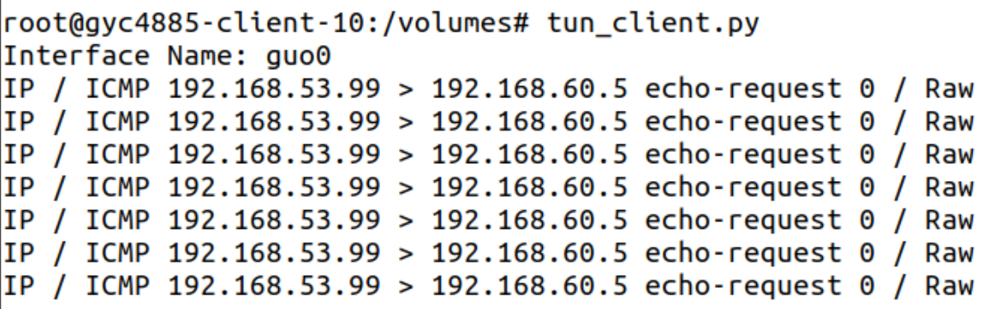 root@gyc4885-client-10:/volumes# tun_client.py
Interface Name: guo0
IP / ICMP 192.168.53.99 > 192.168.60.5 echo-request 0 / Raw
IP / ICMP 192.168.53.99 > 192.168.60.5 echo-request 0 / Raw
IP / ICMP 192.168.53.99 > 192.168.60.5 echo-request 0 / Raw
IP / ICMP 192.168.53.99 > 192.168.60.5 echo-request 0 / Raw
IP / ICMP 192.168.53.99 > 192.168.60.5 echo-request 0 / Raw
IP / ICMP 192.168.53.99 > 192.168.60.5 echo-request 0 / Raw
IP / ICMP 192.168.53.99 > 192.168.60.5 echo-request 0 / Raw